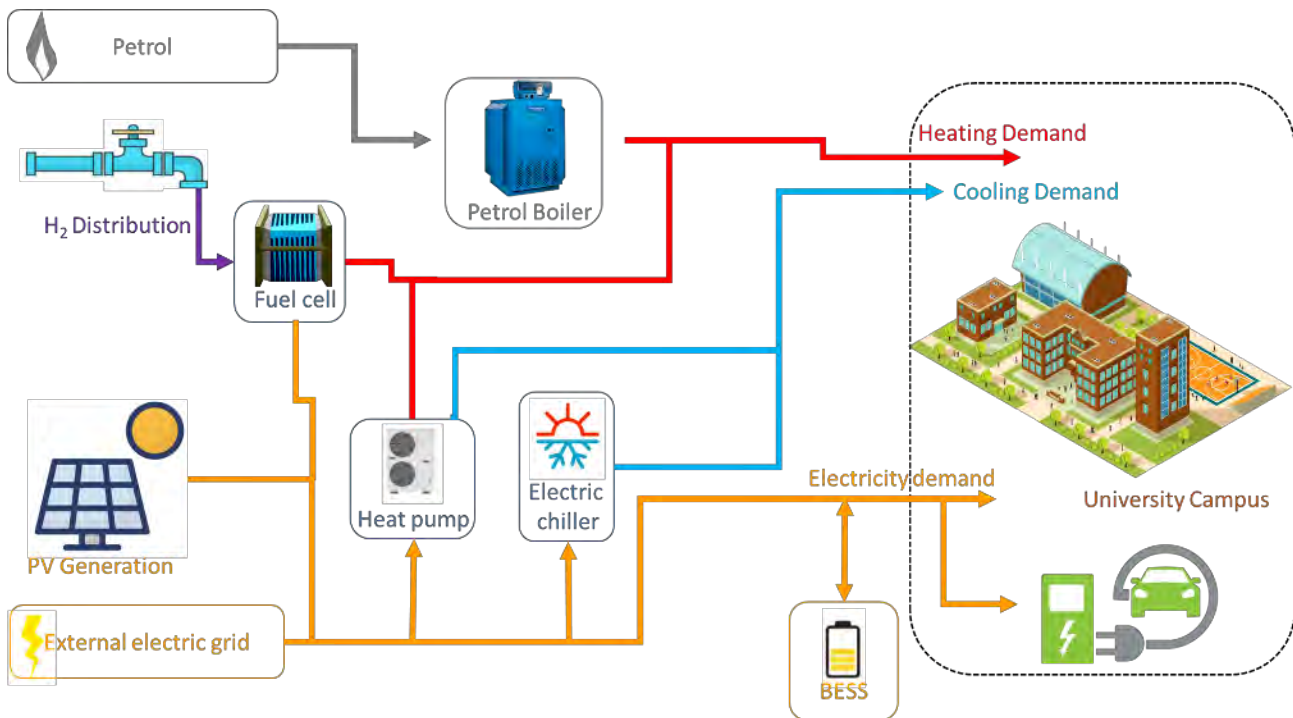 Petrol
Heating Demand
Cooling Demand
Petrol Boiler
H₂ Distribution
Fuel cell
Electricity demand
Electric
chiller
University Campus
Heat pump
PV Generation
External electric grid
BESS